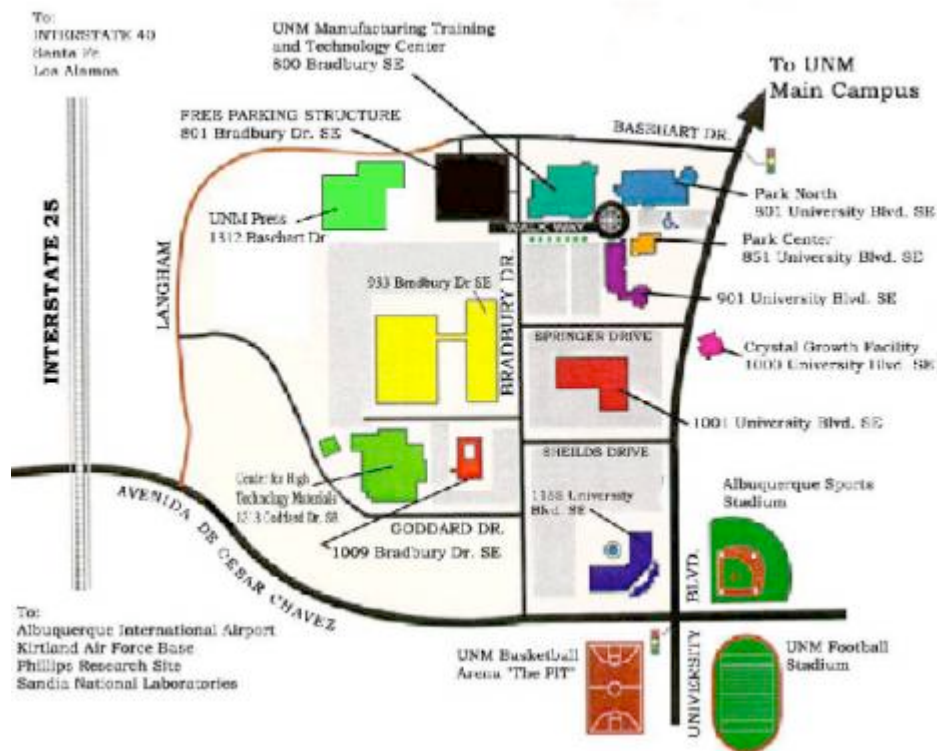 To:
INTERSTATE 40
Santa Fe
Los Alamos
UNM Manufacturing Training
and Technology Center
800 Bradbury SE
To UNM
Main Campus
FREE PARKING STRUCTURE
801 Bradbury Dr. SE
BASEHART DR.
Park North
801 University Blvd. SE
UNM Press
1312 Basehart Dr
WALK WAY
Park Center
851 University Blvd. SE
INTERSTATE 25
LANGHAM
933 Bradbury Dr SE
BRADBURY DR.
901 University Blvd. SE
SPRINGER DRIVE
Crystal Growth Facility
1000 University Blvd. SE
1001 University Blvd. SE
SHEILDS DRIVE
Center for High
Technology Materials
1313 Goddard Dr. SE
1155 University
Blvd. SE
Albuquerque Sports
Stadium
GODDARD DR.
1009 Bradbury Dr. SE
AVENIDA DE CESAR CHAVEZ
BLVD.
To:
Albuquerque International Airport
Kirtland Air Force Base
Phillips Research Site
Sandia National Laboratories
UNM Basketball
Arena "The PIT"
UNIVERSITY
UNM Football
Stadium